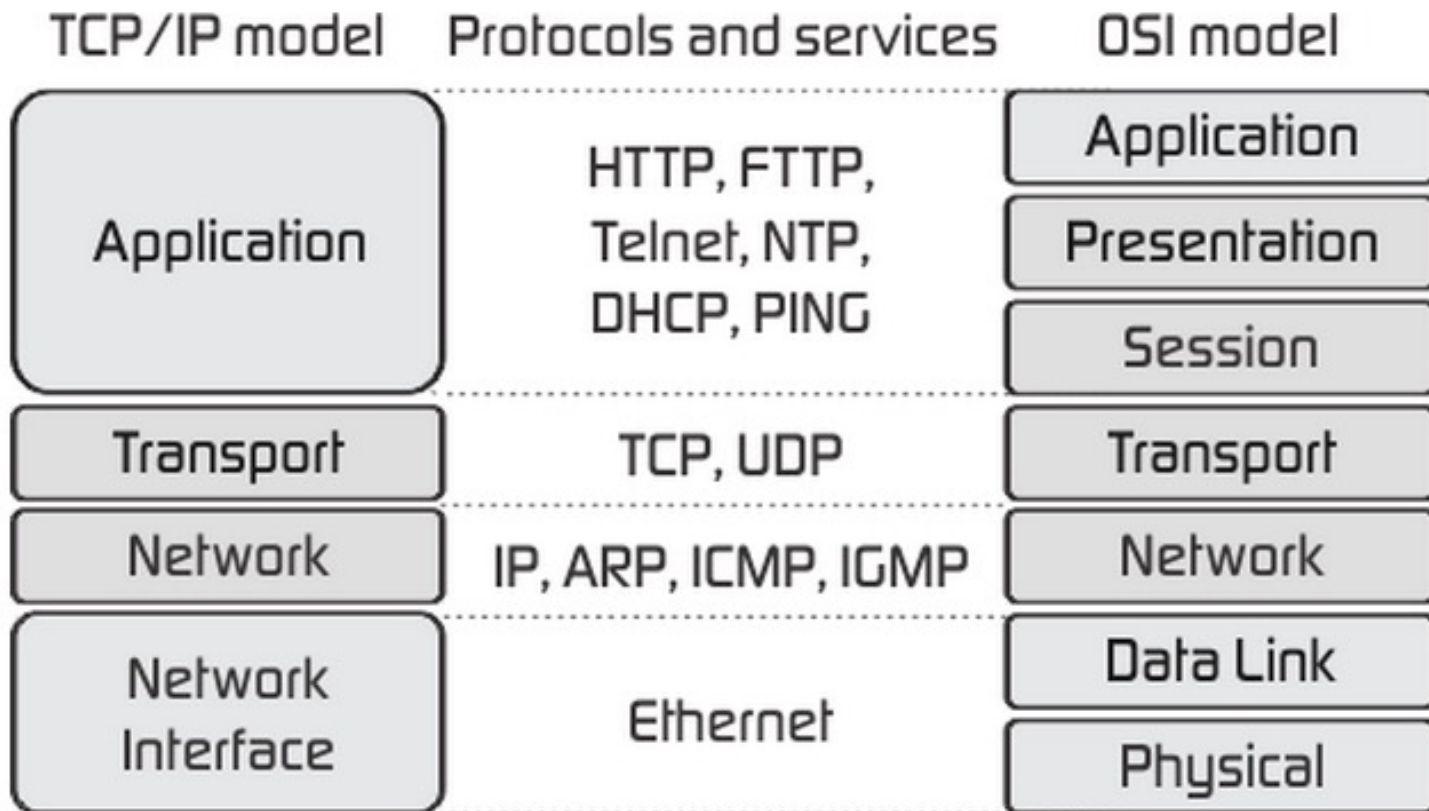 TCP/IP model
Protocols and services
OSI model
Application
HTTP, FTTP,
Telnet, NTP,
DHCP, PING
Application
Presentation
Session
Transport
TCP, UDP
Transport
Network
IP, ARP, ICMP, IGMP
Network
Network
Interface
Ethernet
Data Link
Physical